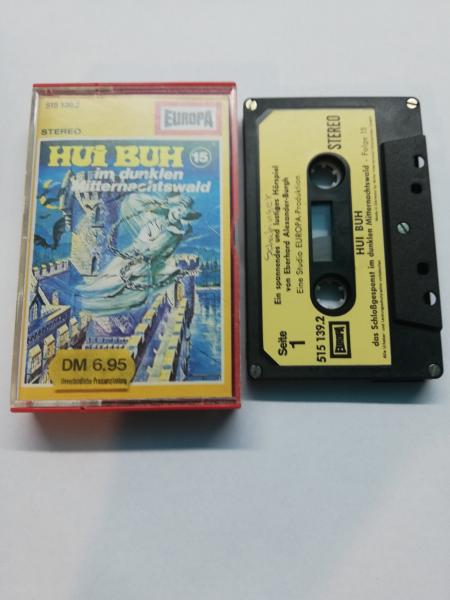 515 139.2
EUROPA
STEREO
HUI BUH 15
im dunklen
Mitternachtswald
DM 6.95
Unverbindliche Preisempfehlung
STEREO
Ein spannendes und lustiges Hörspiel
von Eberhard Alexander-Burgh
Eine Studio EUROPA-Produktion
Seite
1
515 139.2
EUROPA
HUI BUH
das Schloßgespenst im dunklen Mitternachtswald - Folge 15